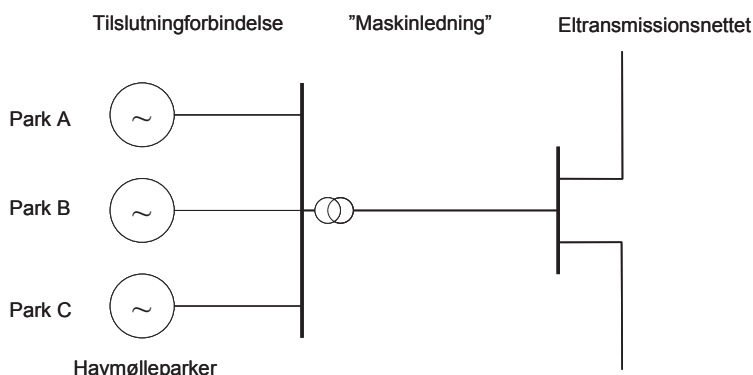 Tilslutningforbindelse
"Maskinledning"
Eltransmissionsnettet
Park A
~
Park B
~
Park C
~
Havmølleparker